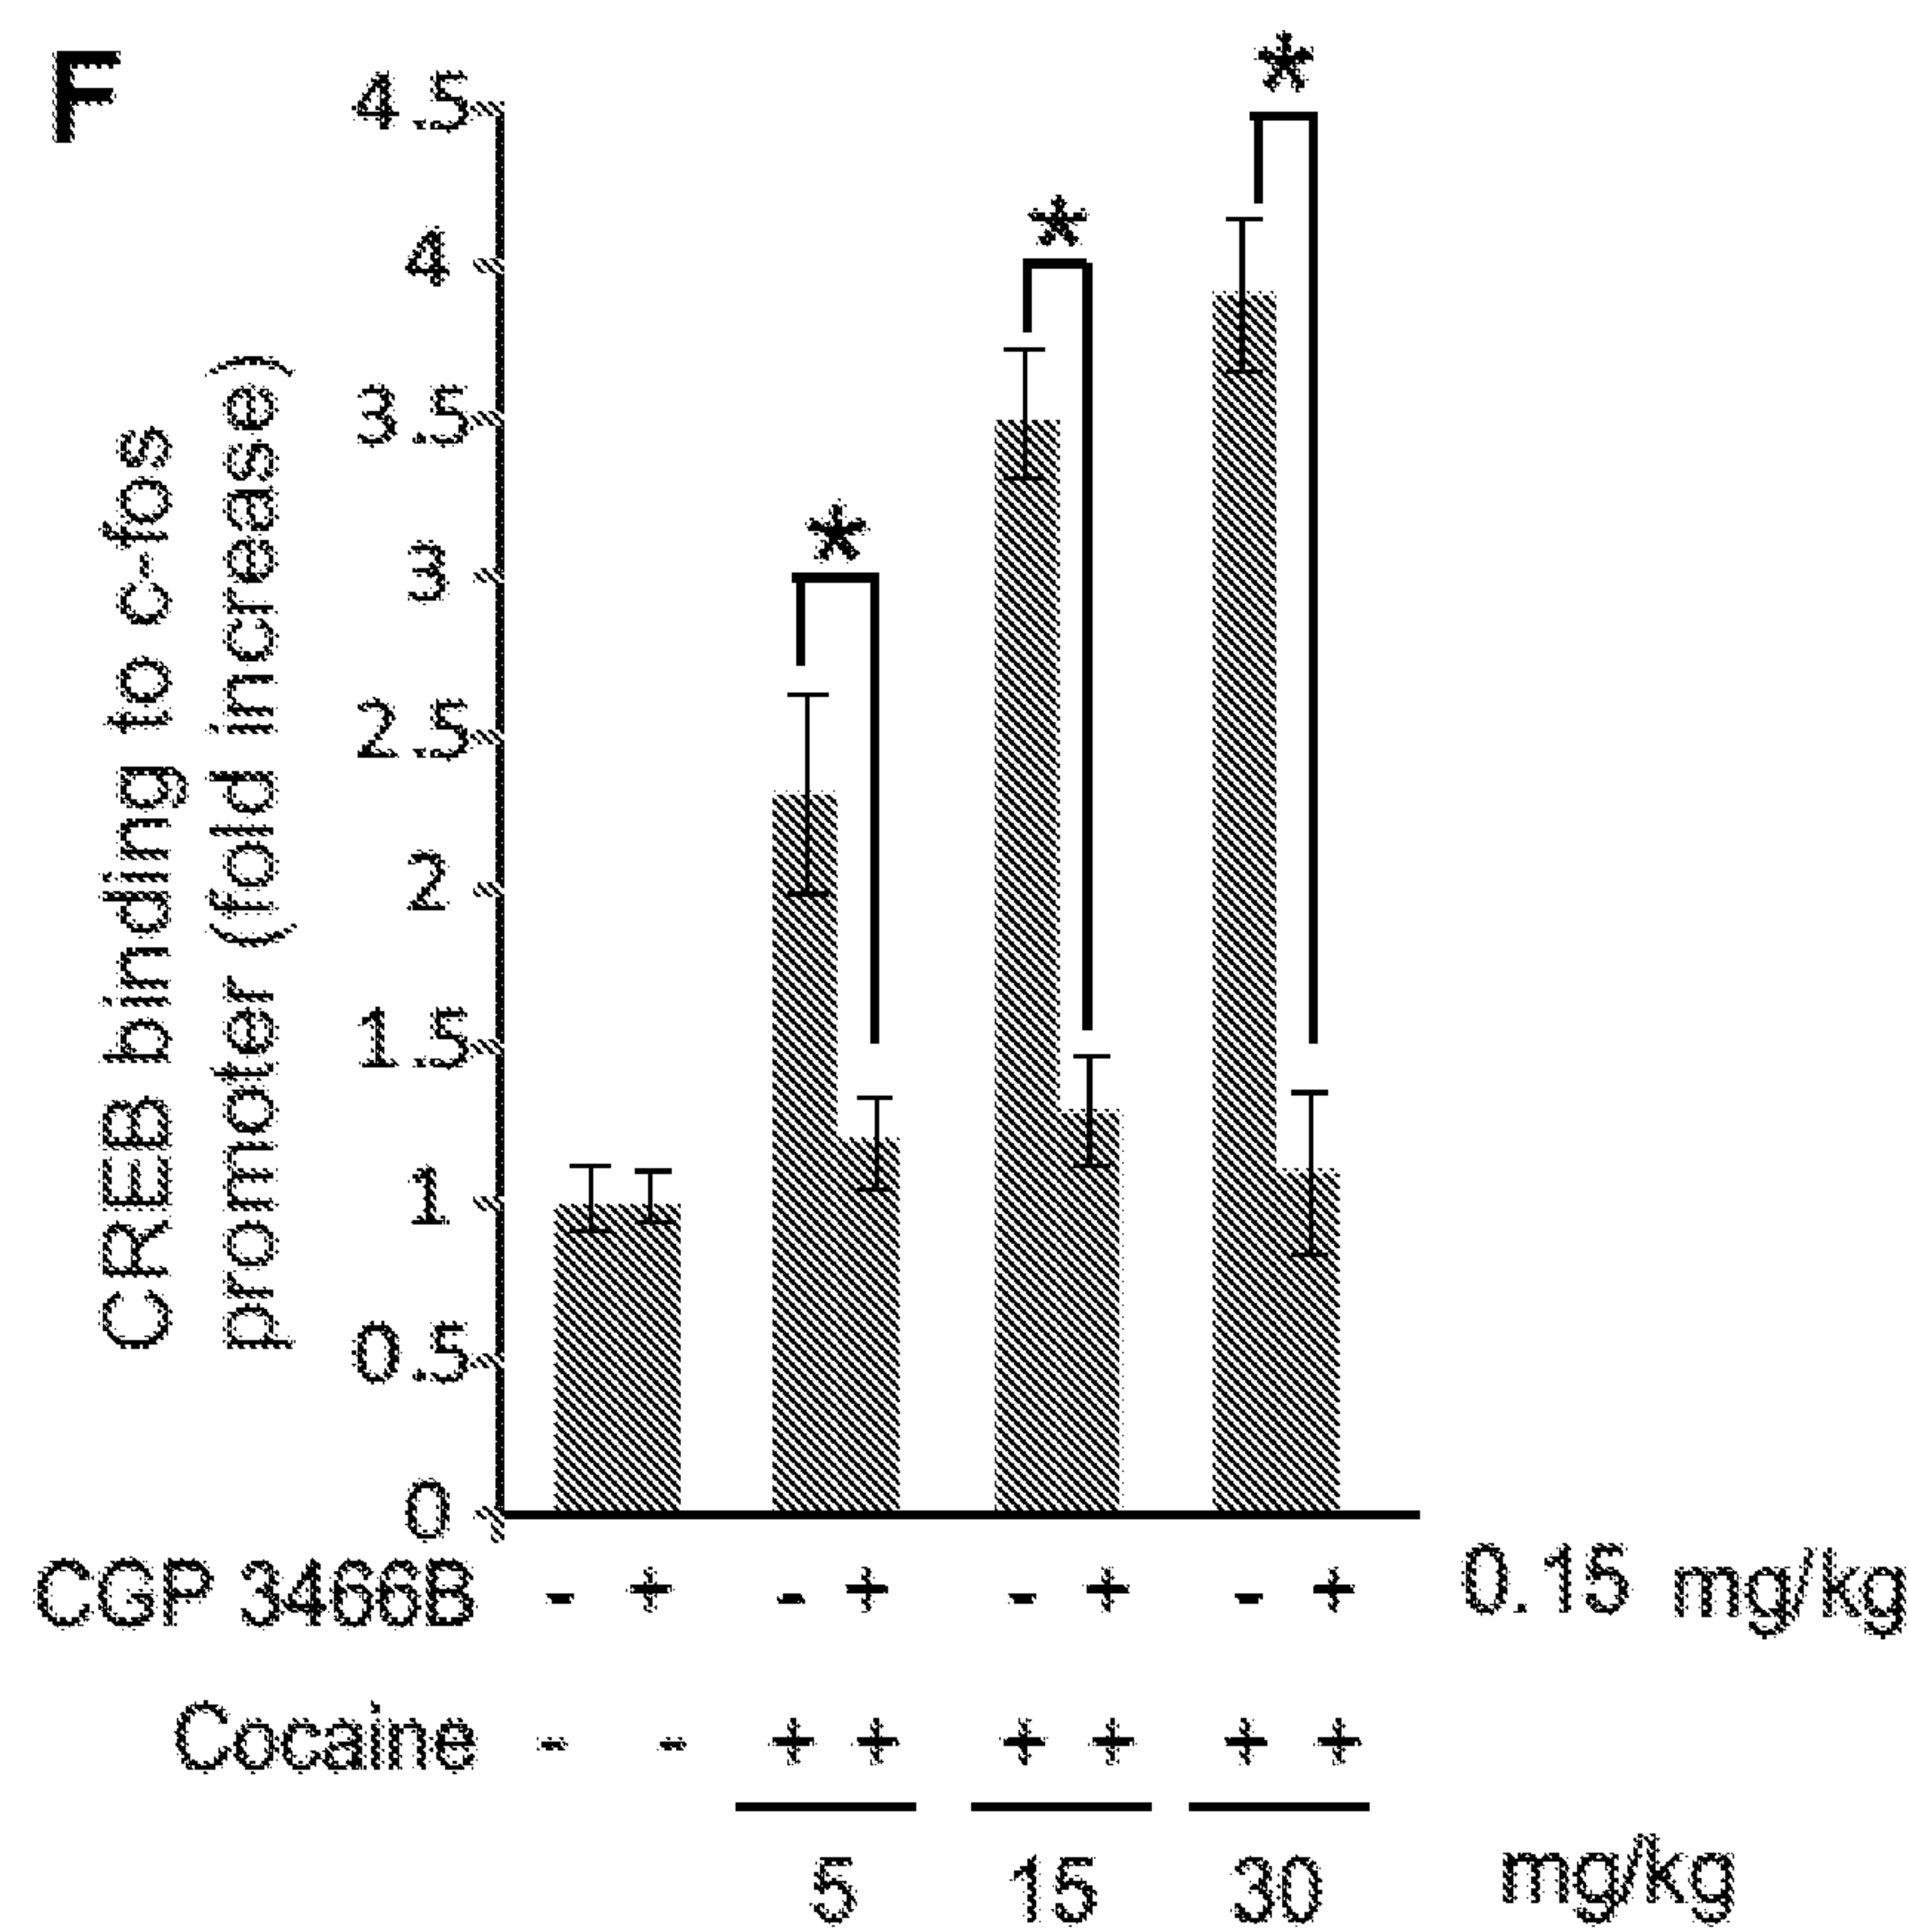 F
*
*
*
4.5
4
3.5
3
2.5
2
1.5
1
0.5
0
CREB binding to c-fos
promoter (fold increase)
CGP 3466B - + - + - + - + 0.15 mg/kg
Cocaine - - + + + + + +
5 15 30 mg/kg